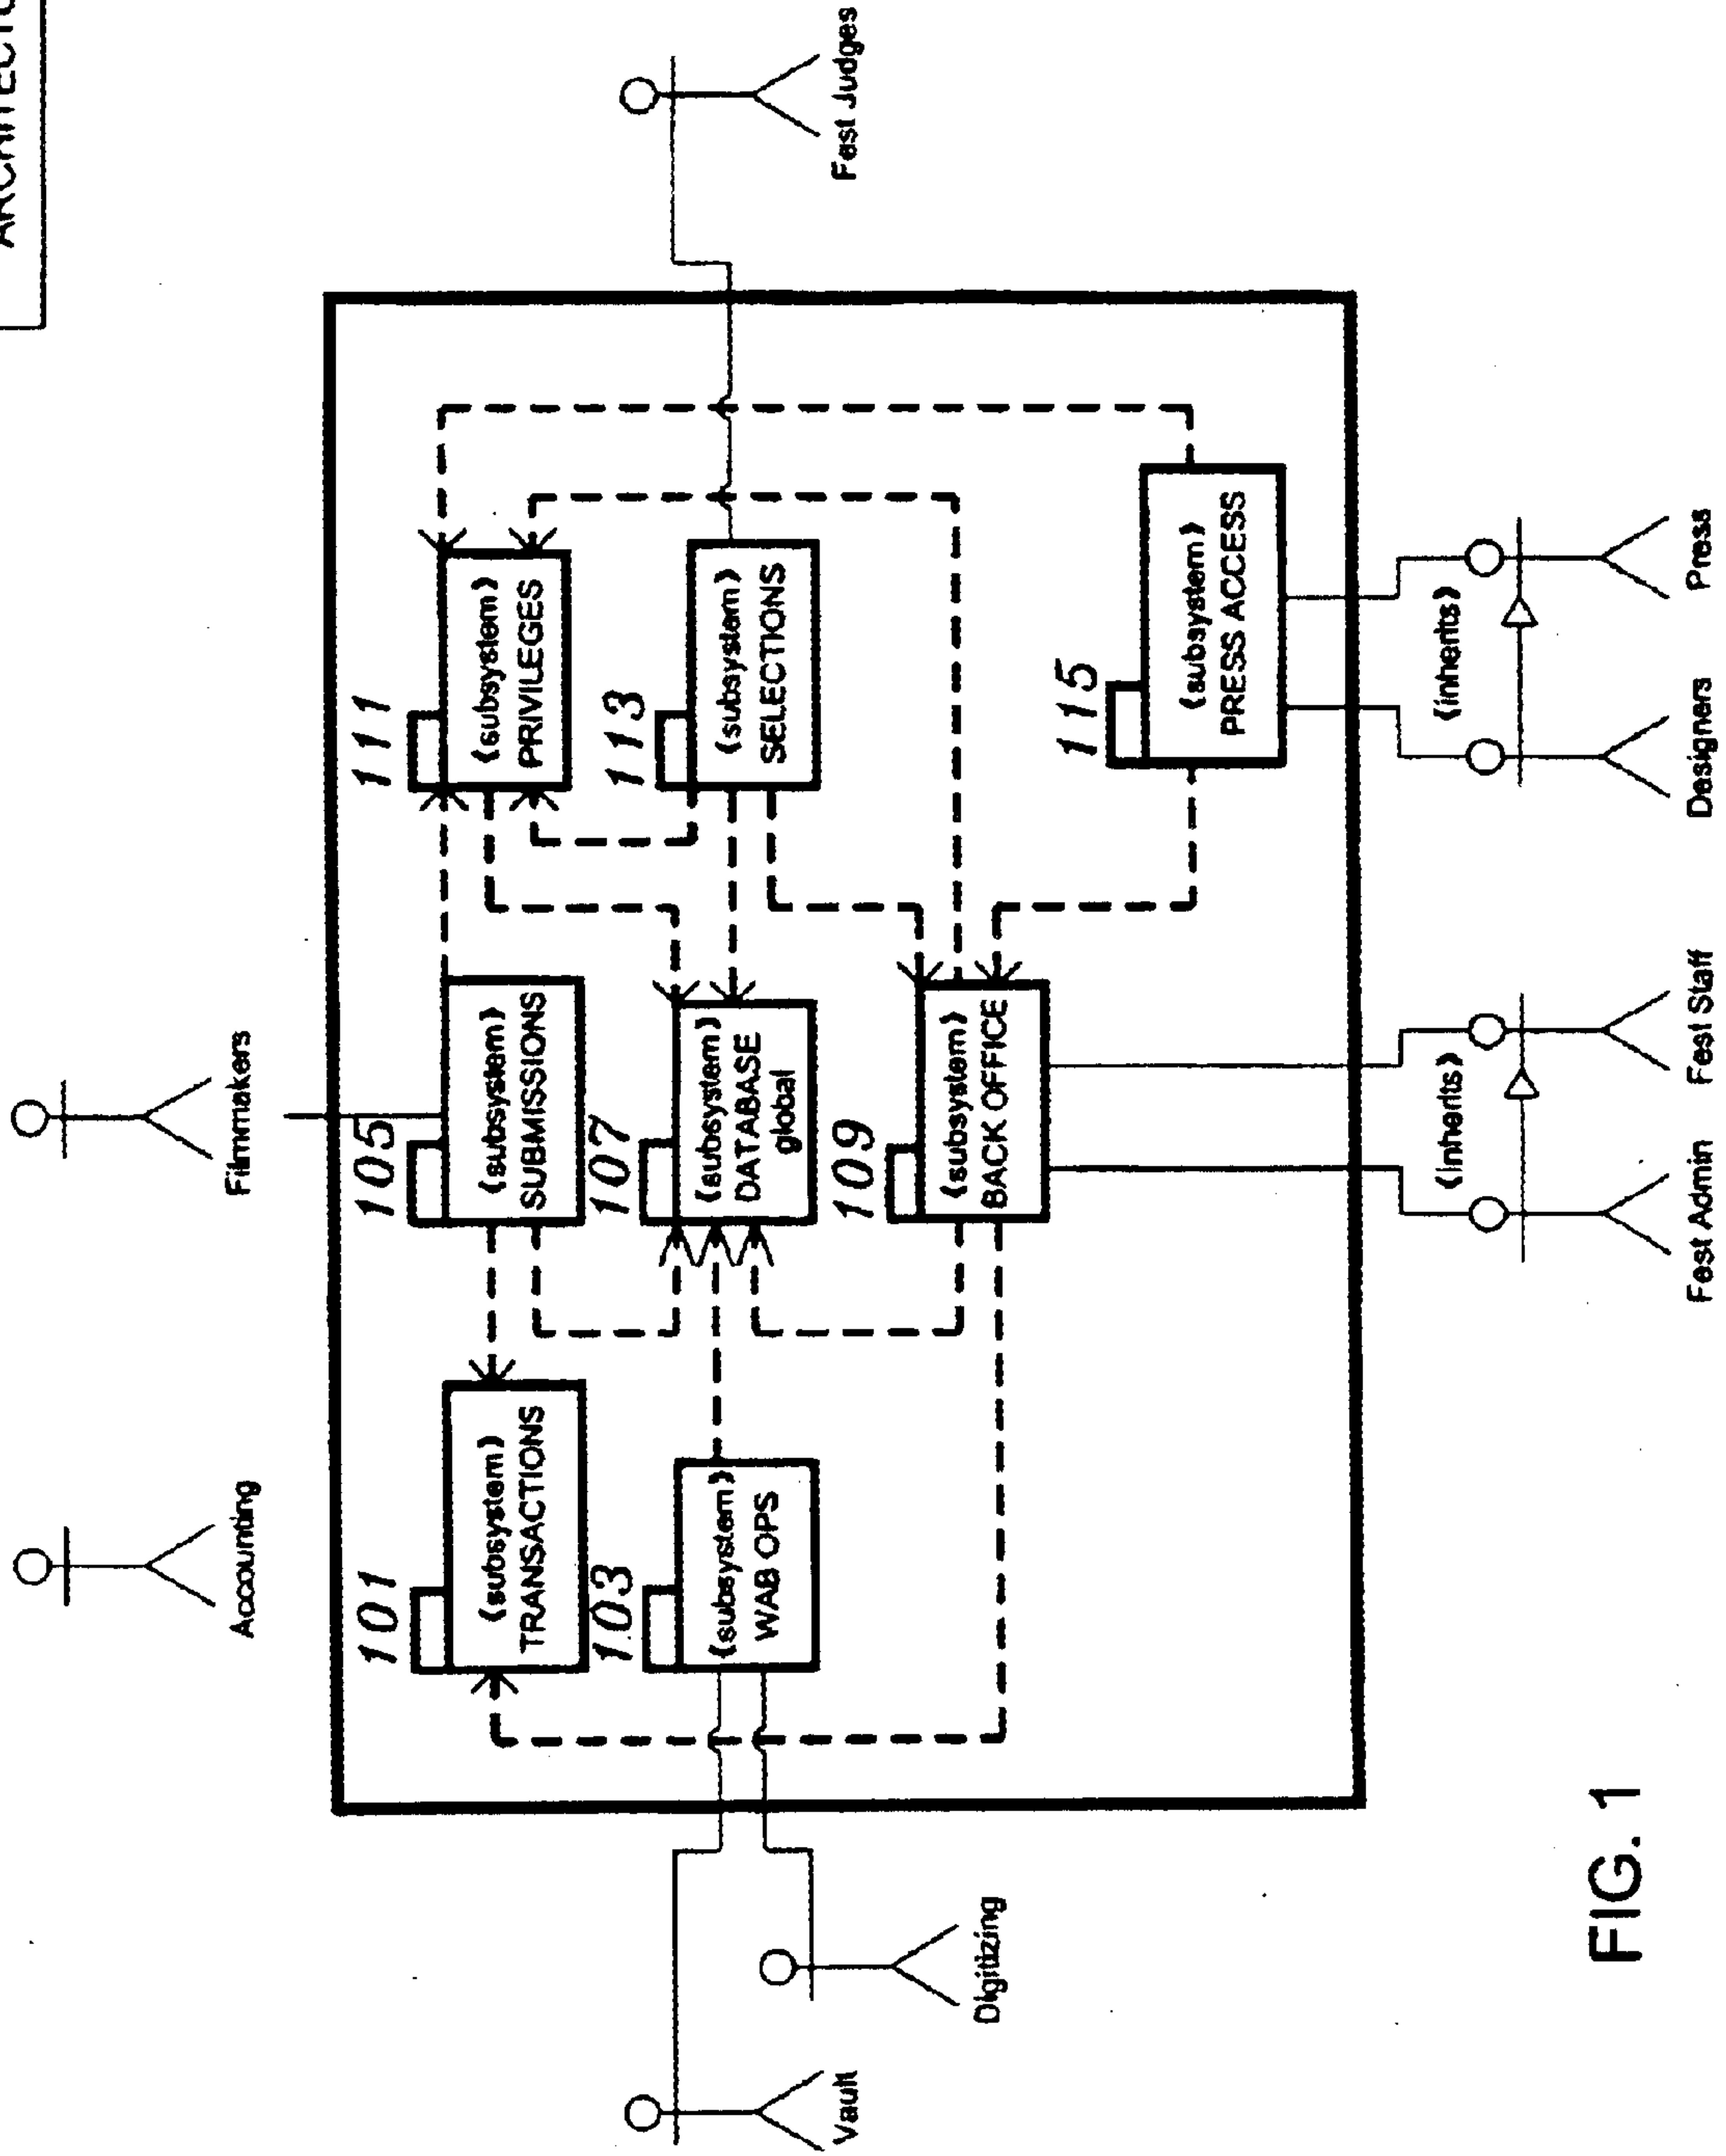 Accounting
Filmmakers
101
(subsystem)
TRANSACTIONS
105
(subsystem)
SUBMISSIONS
111
(subsystem)
PRIVILEGES
103
(subsystem)
WAB OPS
107
(subsystem)
DATABASE
global
113
(subsystem)
SELECTIONS
109
(subsystem)
BACK OFFICE
115
(subsystem)
PRESS ACCESS
Vault
Digitizing
Fest Judges
(inherits)
Fest Admin
Fest Staff
(inherits)
Designers
Press
FIG. 1